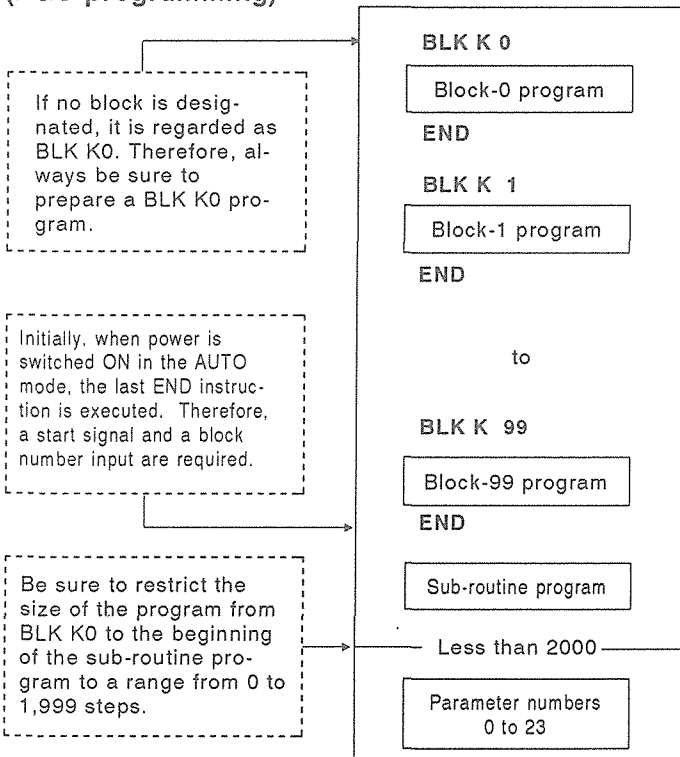 programming)
BLK K 0
Block-0 program
END
BLK K 1
Block-1 program
END
to
BLK K 99
Block-99 program
END
Sub-routine program
Less than 2000
Parameter numbers
0 to 23
If no block is desig-
nated, it is regarded as
BLK K0. Therefore, al-
ways be sure to
prepare a BLK K0 pro-
gram.
Initially, when power is
switched ON in the AUTO
mode, the last END instruc-
tion is executed. Therefore,
a start signal and a block
number input are required.
Be sure to restrict the
size of the program from
BLK K0 to the beginning
of the sub-routine pro-
gram to a range from 0 to
1,999 steps.